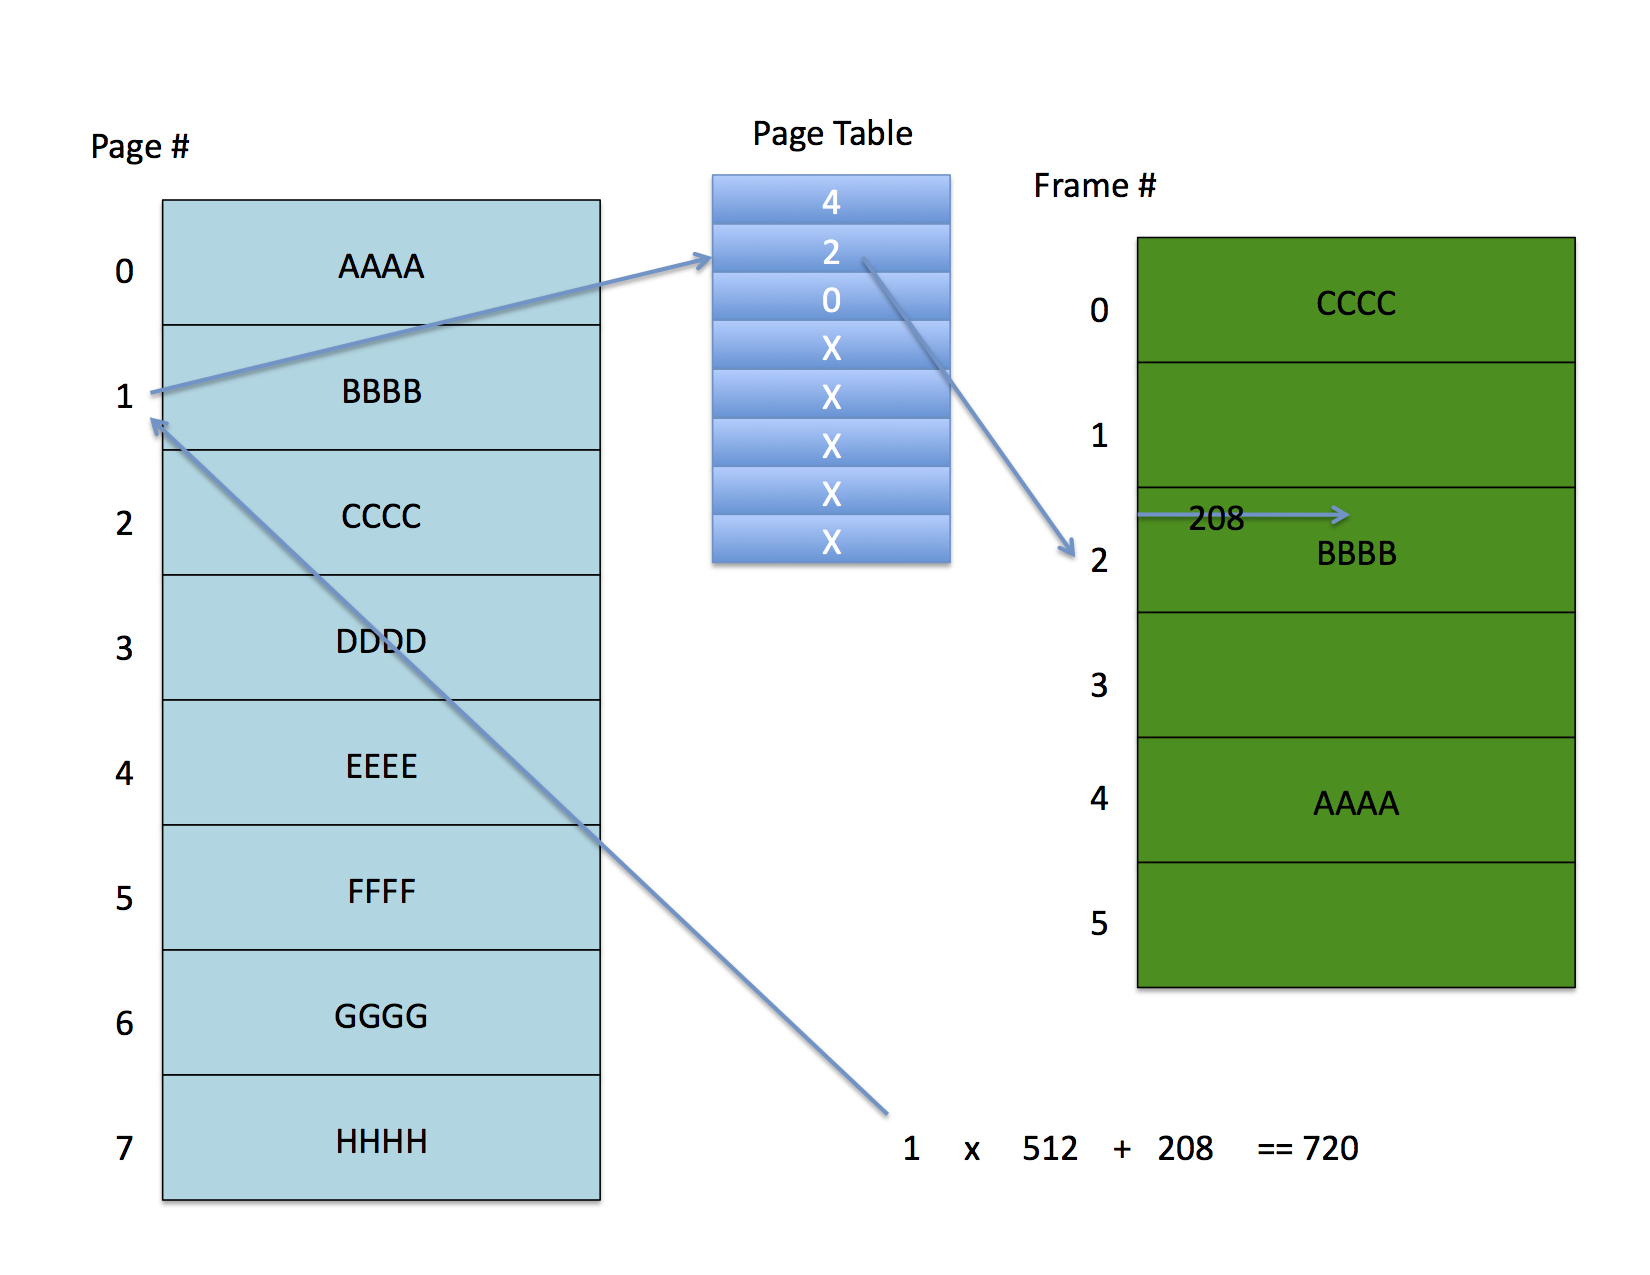 Page #
0 AAAA
1 BBBB
2 CCCC
3 DDDD
4 EEEE
5 FFFF
6 GGGG
7 HHHH
Page Table
4
2
0
X
X
X
X
X
Frame #
0 CCCC
1
208
2 BBBB
3
4 AAAA
5
1 x 512 + 208 == 720